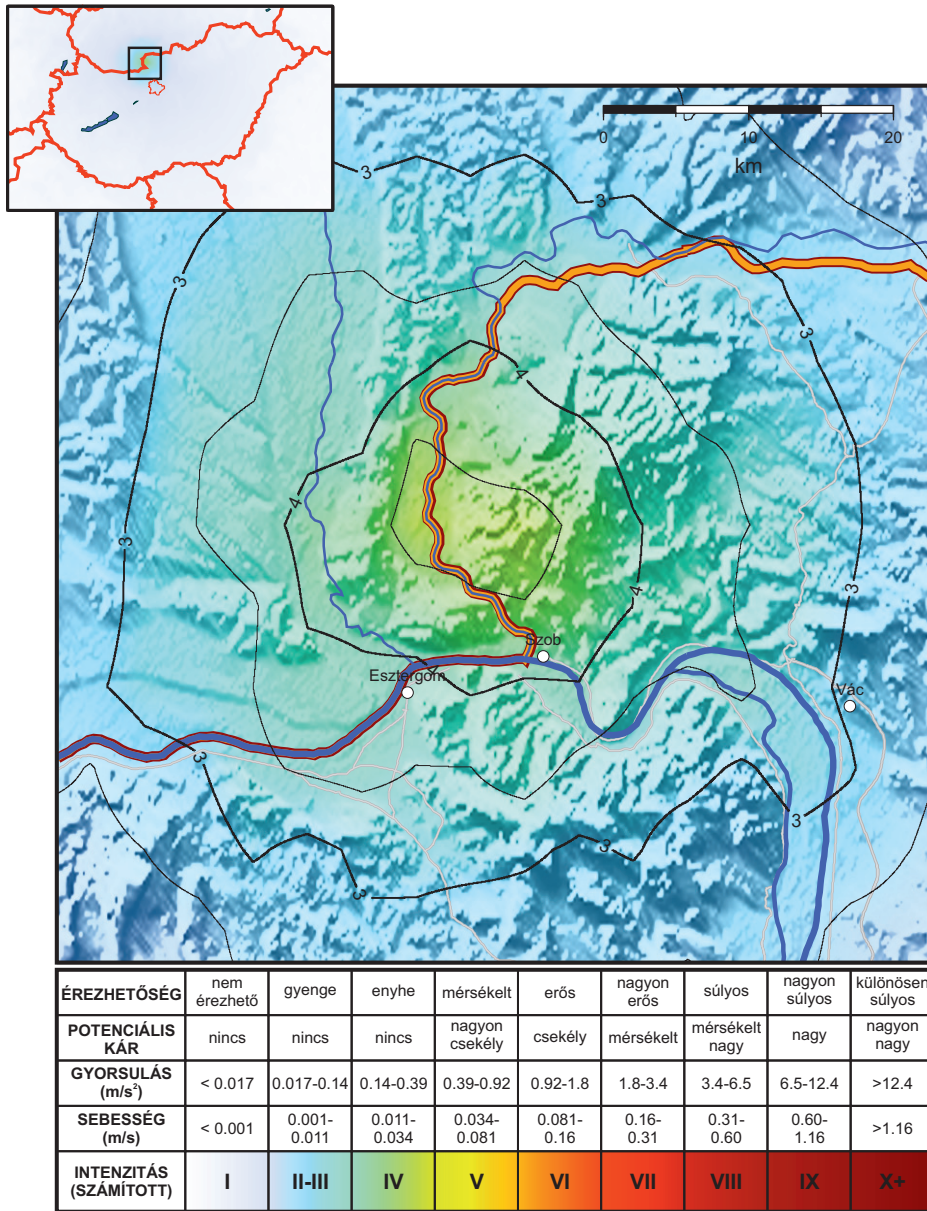 0 10 20
km
3
3
3
3
3
3
3
3
3
3
3
4
4
4
4
Szob
Esztergom
Vác
ÉREZHETŐSÉG nem érezhető gyenge enyhe mérsékelt erős nagyon erős súlyos nagyon súlyos különösen súlyos
POTENCIÁLIS KÁR nincs nincs nincs nagyon csekély csekély mérsékelt mérsékelt nagy nagy nagyon nagy
GYORSULÁS (m/s²) < 0.017 0.017-0.14 0.14-0.39 0.39-0.92 0.92-1.8 1.8-3.4 3.4-6.5 6.5-12.4 >12.4
SEBESSÉG (m/s) < 0.001 0.001-0.011 0.011-0.034 0.034-0.081 0.081-0.16 0.16-0.31 0.31-0.60 0.60-1.16 >1.16
INTENZITÁS (SZÁMÍTOTT) I II-III IV V VI VII VIII IX X+